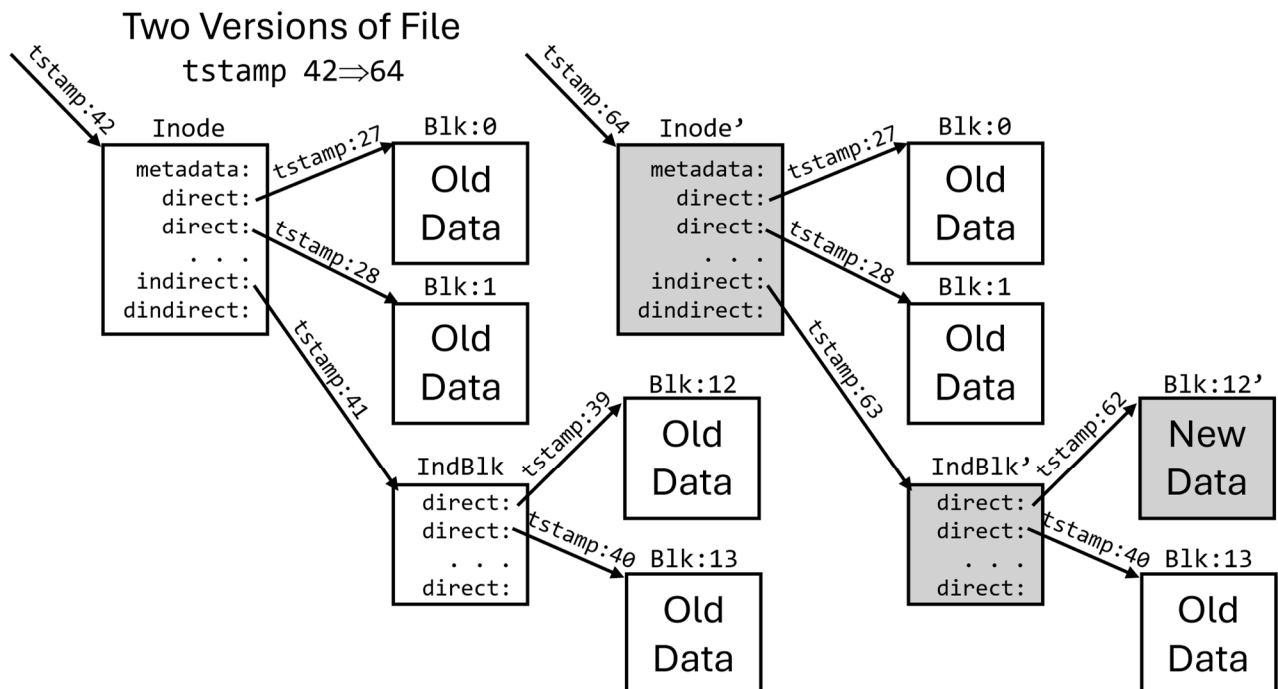 Two Versions of File
tstamp 42⇒64
tstamp:42
Inode
metadata:
direct:
direct:
. . .
indirect:
dindirect:
tstamp:27
Blk:0
Old
Data
tstamp:28
Blk:1
Old
Data
tstamp:41
IndBlk
direct:
direct:
. . .
direct:
tstamp:39
Blk:12
Old
Data
tstamp:40
Blk:13
Old
Data
tstamp:64
Inode’
metadata:
direct:
direct:
. . .
indirect:
dindirect:
tstamp:27
Blk:0
Old
Data
tstamp:28
Blk:1
Old
Data
tstamp:63
IndBlk’
direct:
direct:
. . .
direct:
tstamp:62
Blk:12’
New
Data
tstamp:40
Blk:13
Old
Data